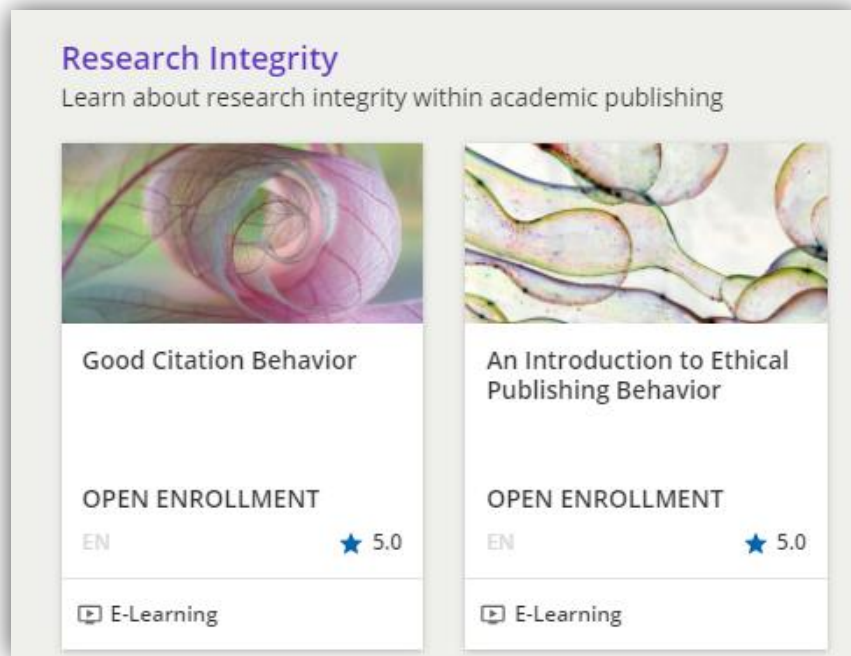 Research Integrity
Learn about research integrity within academic publishing
Good Citation Behavior
OPEN ENROLLMENT
EN
5.0
E-Learning
An Introduction to Ethical
Publishing Behavior
OPEN ENROLLMENT
EN
5.0
E-Learning